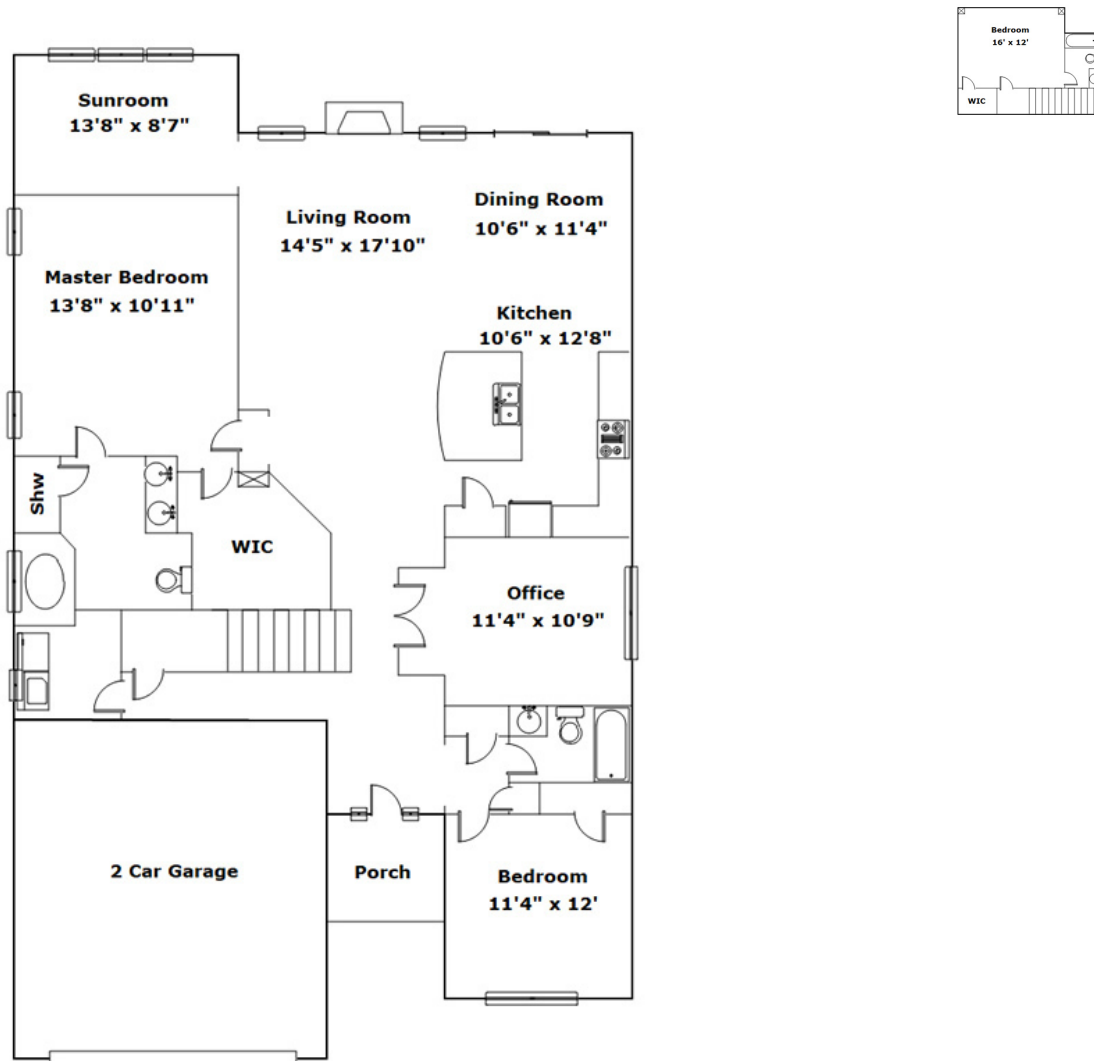 Bedroom
16' x 12'
WIC
Sunroom
13'8" x 8'7"
Living Room
14'5" x 17'10"
Dining Room
10'6" x 11'4"
Master Bedroom
13'8" x 10'11"
Kitchen
10'6" x 12'8"
Shw
WIC
Office
11'4" x 10'9"
2 Car Garage
Porch
Bedroom
11'4" x 12'